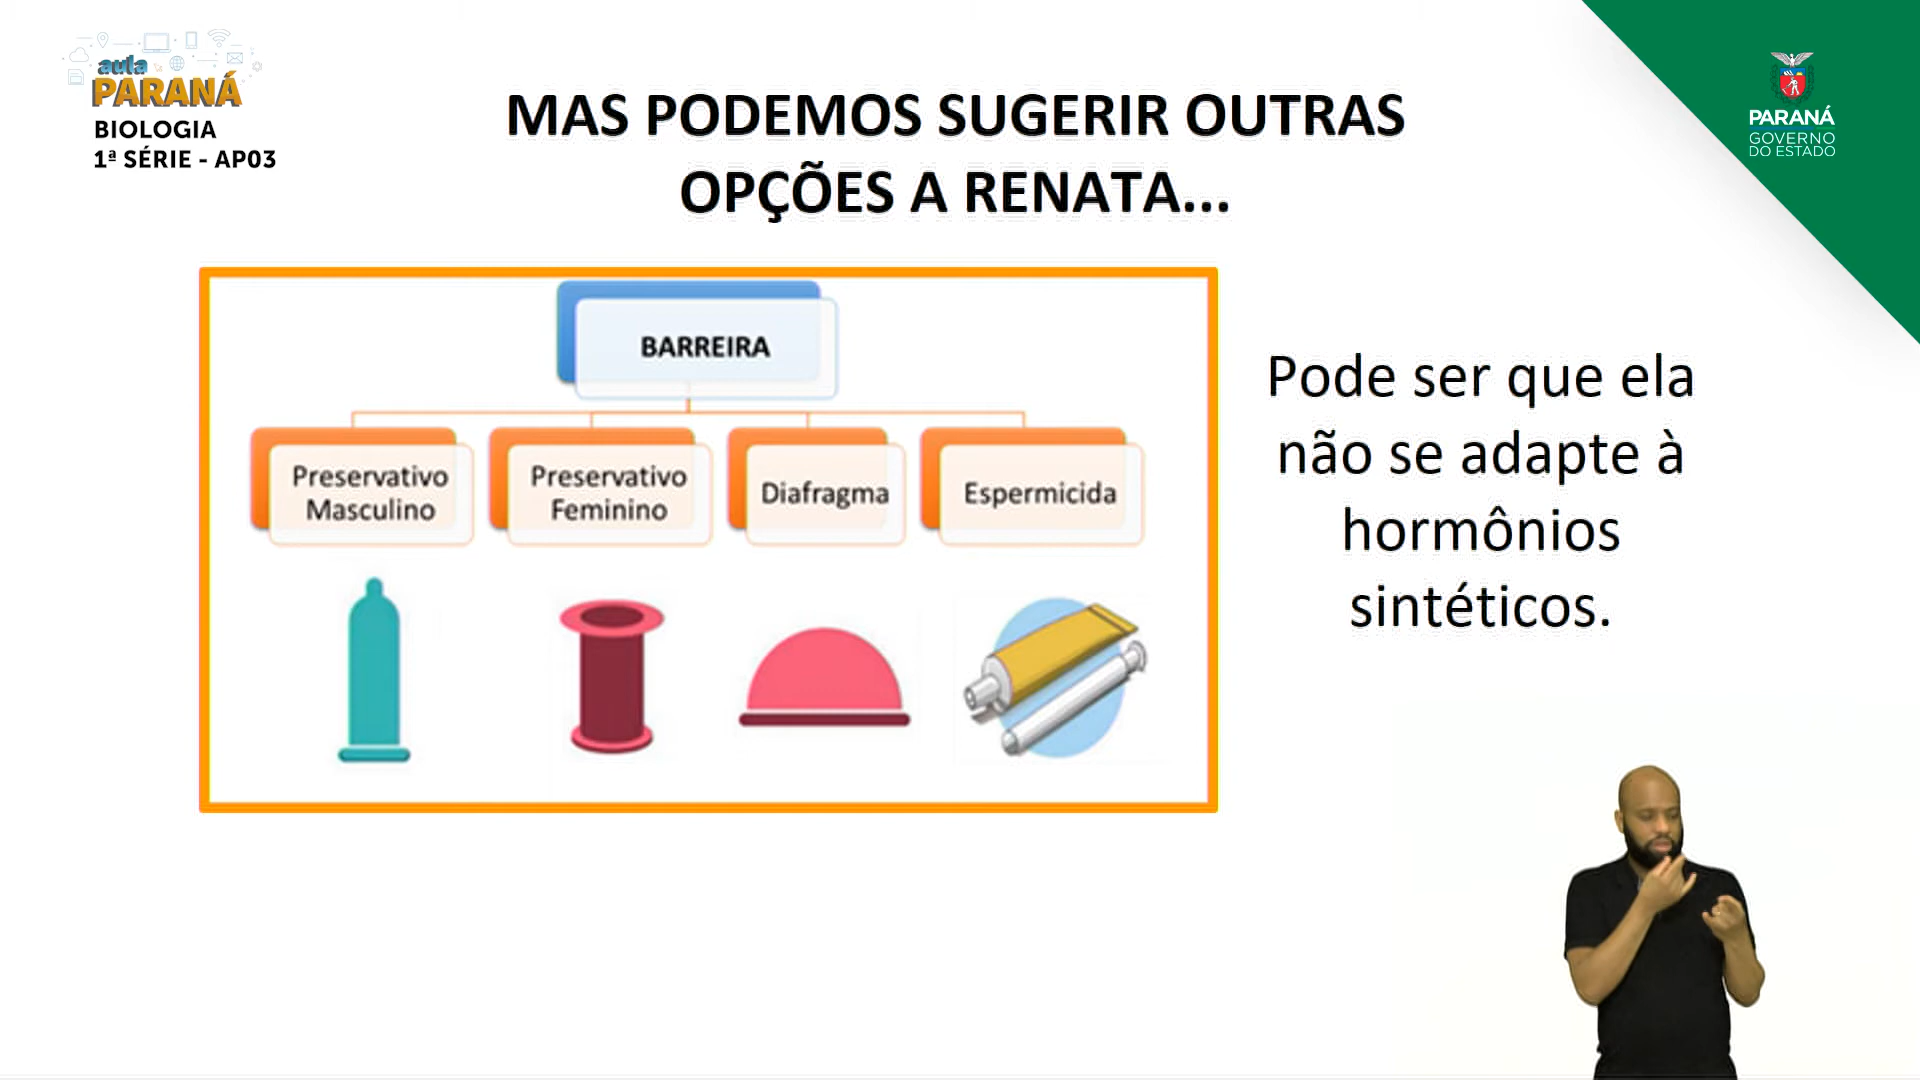 aula
PARANÁ
BIOLOGIA
1ª SÉRIE - AP03
MAS PODEMOS SUGERIR OUTRAS
OPÇÕES A RENATA...
PARANÁ
GOVERNO
DO ESTADO
BARREIRA
Preservativo
Masculino
Preservativo
Feminino
Diafragma
Espermicida
Pode ser que ela
não se adapte à
hormônios
sintéticos.